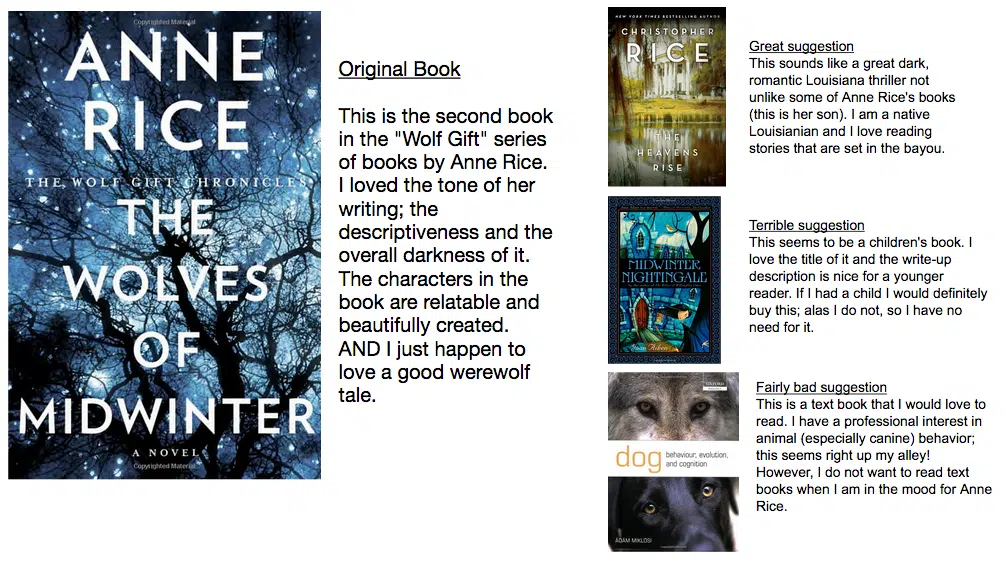 Copyrighted Material
ANNE
RICE
THE WOLF GIFT CHRONICLES
THE
WOLVES
OF
MIDWINTER
A NOVEL
Copyrighted Material
Original Book
This is the second book
in the "Wolf Gift" series
of books by Anne Rice.
I loved the tone of her
writing; the
descriptiveness and the
overall darkness of it.
The characters in the
book are relatable and
beautifully created.
AND I just happen to
love a good werewolf
tale.
NEW YORK TIMES BESTSELLING AUTHOR
CHRISTOPHER
RICE
THE
HEAVENS
RISE
Great suggestion
This sounds like a great dark,
romantic Louisiana thriller not
unlike some of Anne Rice's books
(this is her son). I am a native
Louisianian and I love reading
stories that are set in the bayou.
MIDWINTER
NIGHTINGALE
Joan Aiken
Terrible suggestion
This seems to be a children's book. I
love the title of it and the write-up
description is nice for a younger
reader. If I had a child I would definitely
buy this; alas I do not, so I have no
need for it.
OXFORD
dog
behaviour, evolution,
and cognition
ÁDÁM MIKLÓSI
Fairly bad suggestion
This is a text book that I would love to
read. I have a professional interest in
animal (especially canine) behavior;
this seems right up my alley!
However, I do not want to read text
books when I am in the mood for Anne
Rice.